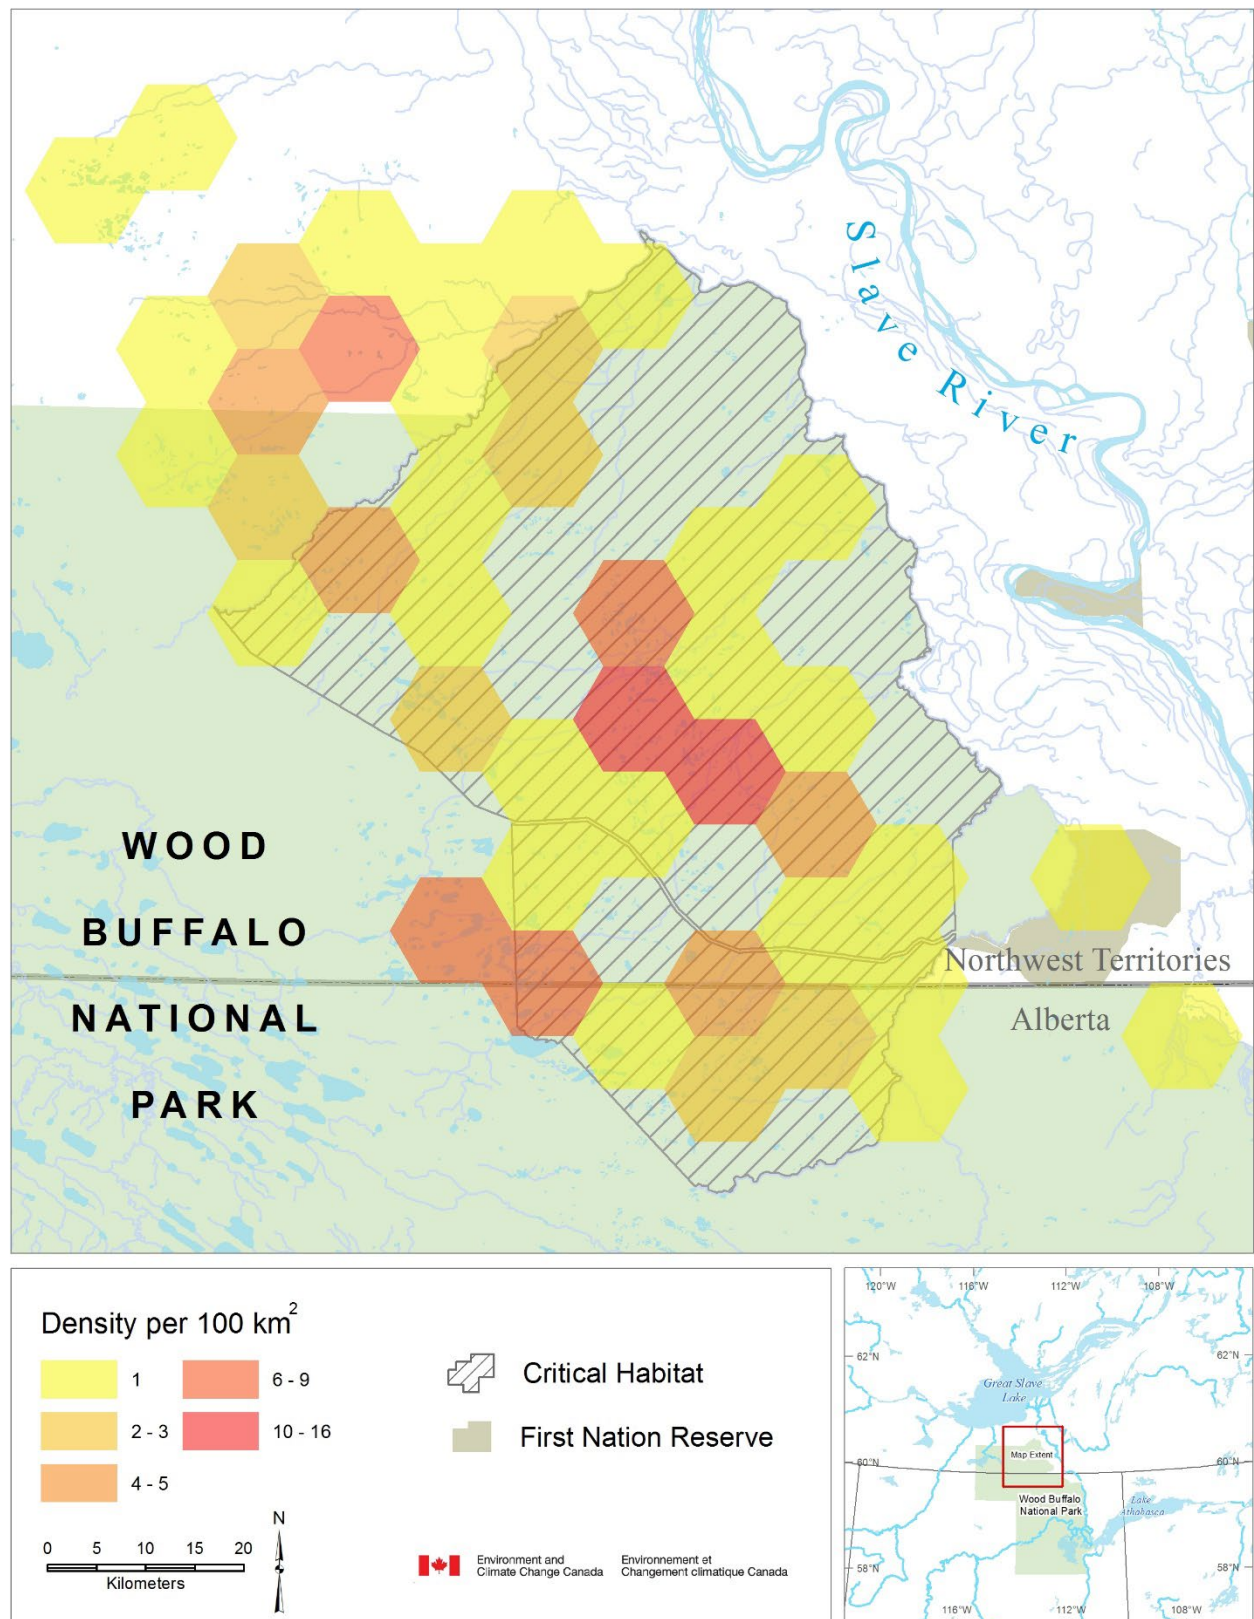 Slave River
WOOD
BUFFALO
NATIONAL
PARK
Northwest Territories
Alberta
Density per 100 km²
1
2 - 3
4 - 5
6 - 9
10 - 16
Critical Habitat
First Nation Reserve
0 5 10 15 20
Kilometers
N
Environment and
Climate Change Canada
Environnement et
Changement climatique Canada
120°W 116°W 112°W 108°W
62°N 62°N
Great Slave
Lake
Map Extent
60°N 60°N
Wood Buffalo
National Park
Lake
Athabasca
58°N 58°N
116°W 112°W 108°W